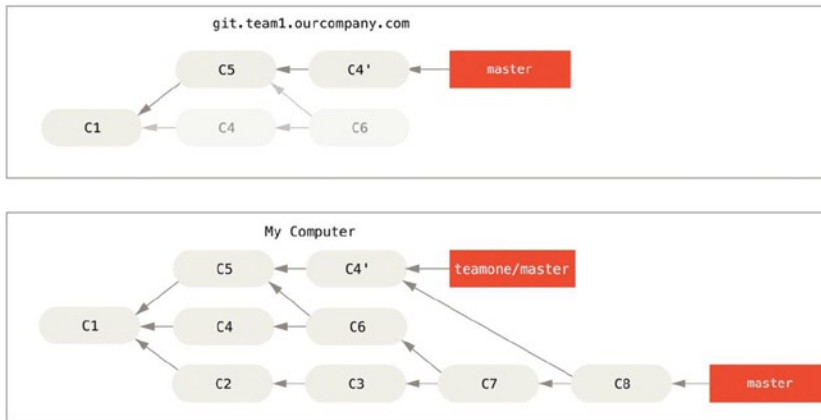 git.team1.ourcompany.com
C5 C4' master
C1 C4 C6
My Computer
C5 C4' teamone/master
C1 C4 C6
C2 C3 C7 C8 master